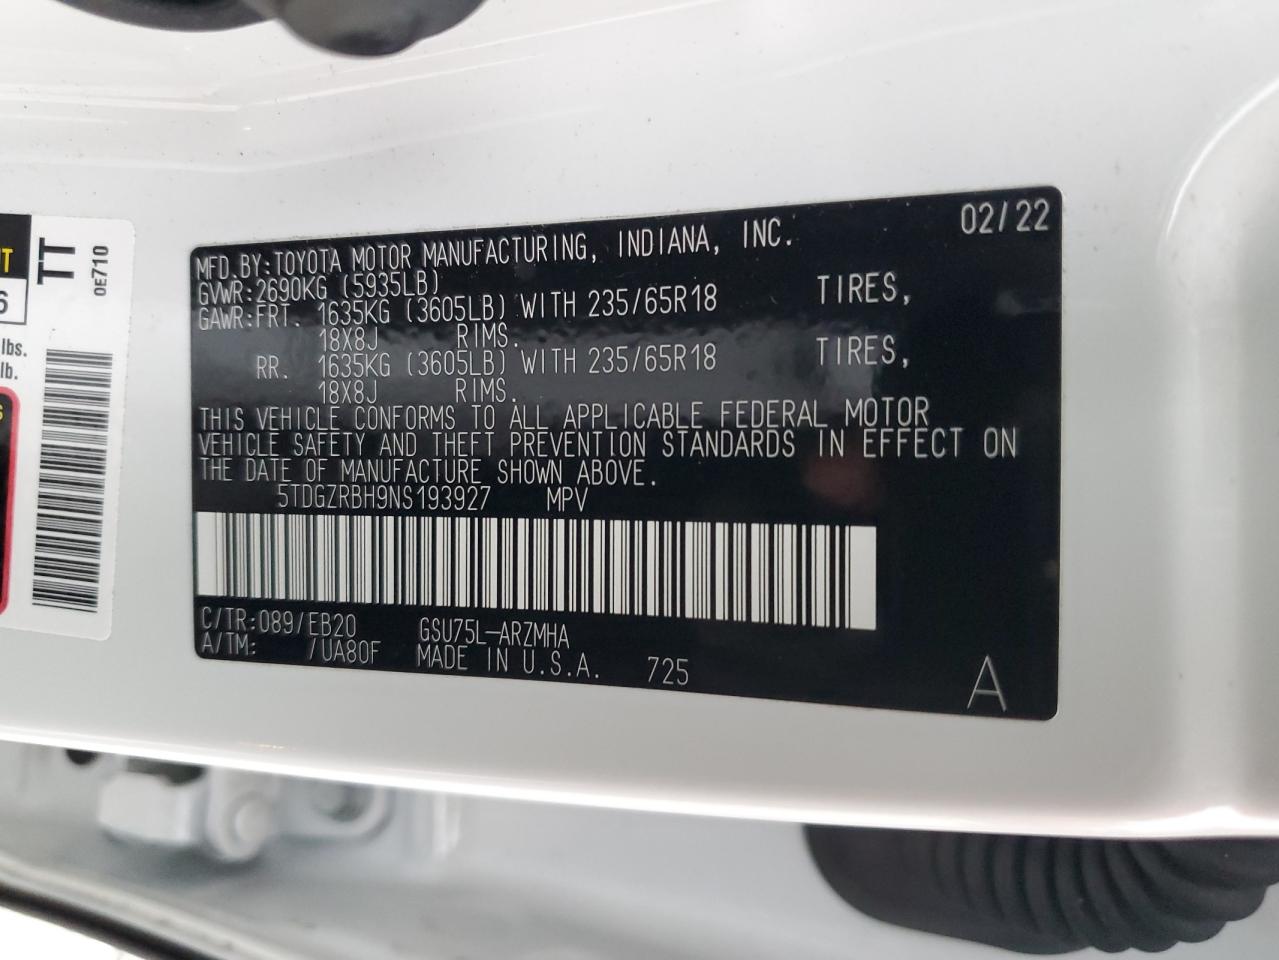 MFD.BY:TOYOTA MOTOR MANUFACTURING, INDIANA, INC. 02/22
GVWR:2690KG (5935LB)
GAWR:FRT. 1635KG (3605LB) WITH 235/65R18 TIRES,
18X8J RIMS.
RR. 1635KG (3605LB) WITH 235/65R18 TIRES,
18X8J RIMS.
THIS VEHICLE CONFORMS TO ALL APPLICABLE FEDERAL MOTOR
VEHICLE SAFETY AND THEFT PREVENTION STANDARDS IN EFFECT ON
THE DATE OF MANUFACTURE SHOWN ABOVE.
5TDGZRBH9NS193927 MPV
C/TR:089/EB20 GSU75L-ARZMHA
A/TM: /UA80F MADE IN U.S.A. 725
A
TT
0E710
6
lbs.
lb.